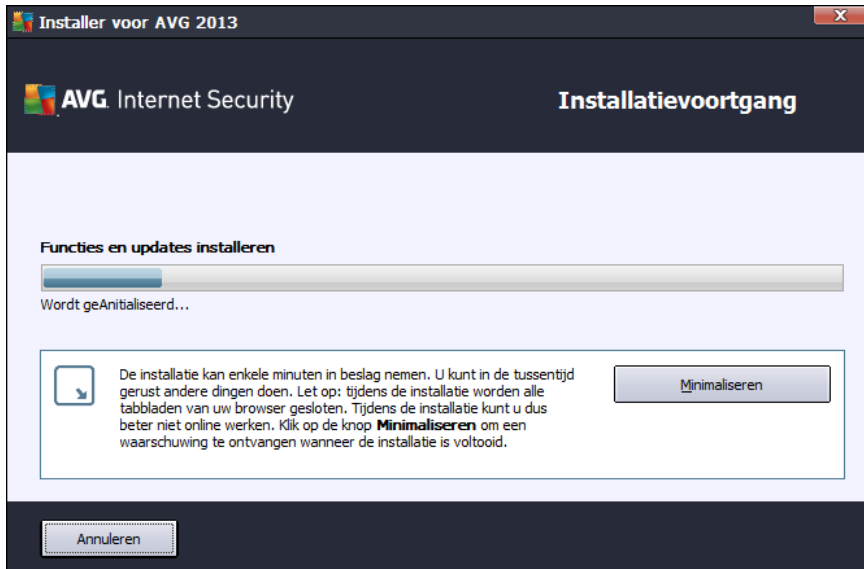 Installer voor AVG 2013
X
AVG. Internet Security
Installatievoortgang
Functies en updates installeren
Wordt geAnitialiseerd...
De installatie kan enkele minuten in beslag nemen. U kunt in de tussentijd
gerust andere dingen doen. Let op: tijdens de installatie worden alle
tabbladen van uw browser gesloten. Tijdens de installatie kunt u dus
beter niet online werken. Klik op de knop Minimaliseren om een
waarschuwing te ontvangen wanneer de installatie is voltooid.
Minimaliseren
Annuleren